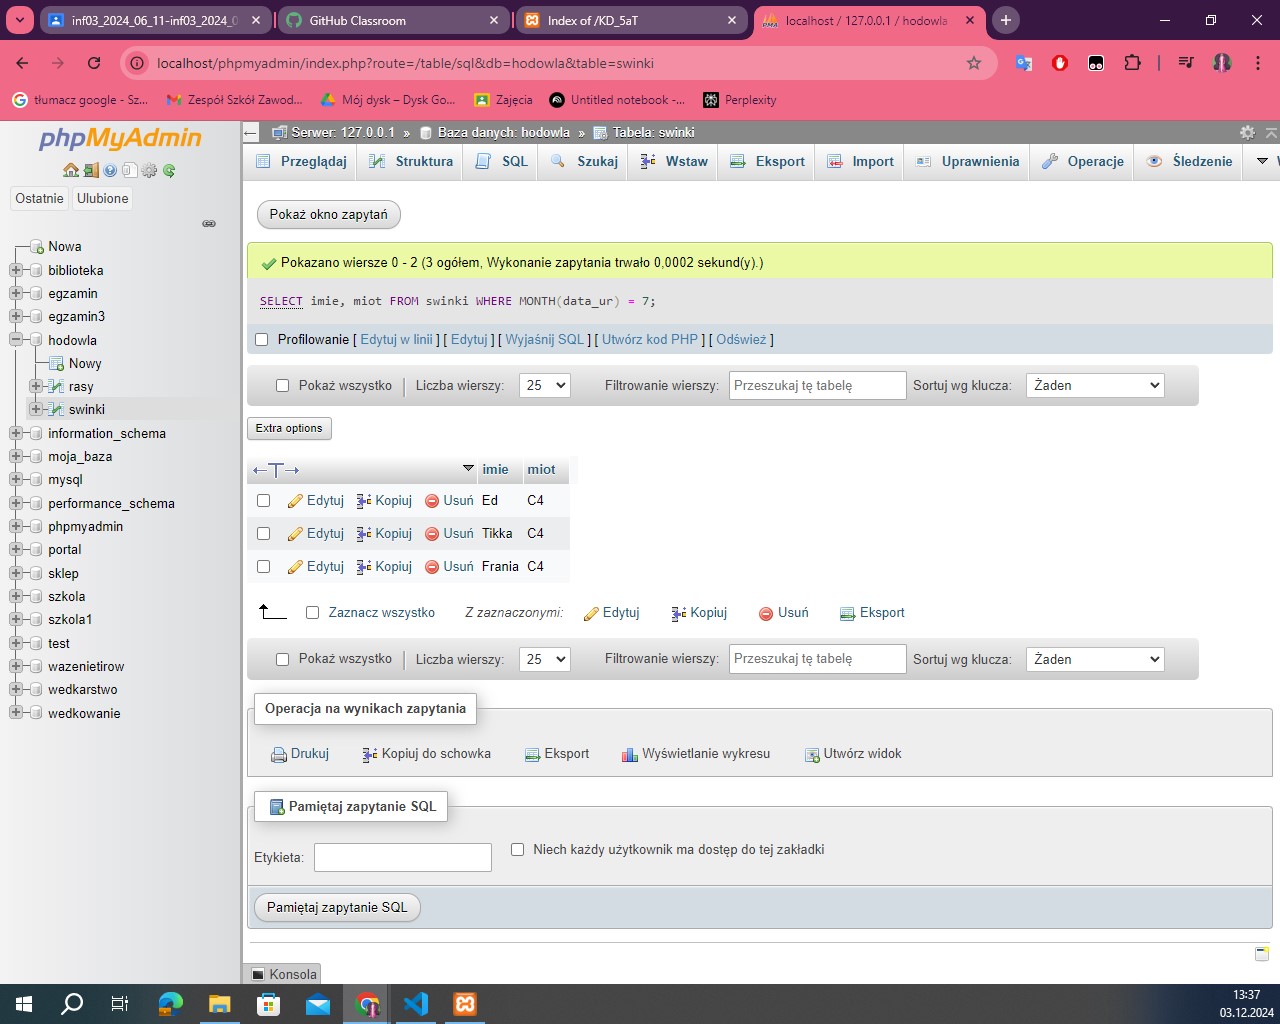 inf03_2024_06_11-inf03_2024_0
GitHub Classroom
Index of /KD_5aT
localhost / 127.0.0.1 / hodowla
localhost/phpmyadmin/index.php?route=/table/sql&db=hodowla&table=swinki
tłumacz google - Sz...
Zespół Szkół Zawod...
Mój dysk – Dysk Go...
Zajęcia
Untitled notebook -...
Perplexity
phpMyAdmin
Ostatnie
Ulubione
Nowa
biblioteka
egzamin
egzamin3
hodowla
Nowy
rasy
swinki
information_schema
moja_baza
mysql
performance_schema
phpmyadmin
portal
sklep
szkola
szkola1
test
wazenietirow
wedkarstwo
wedkowanie
Serwer: 127.0.0.1 » Baza danych: hodowla » Tabela: swinki
Przeglądaj
Struktura
SQL
Szukaj
Wstaw
Eksport
Import
Uprawnienia
Operacje
Śledzenie
Pokaż okno zapytań
Pokazano wiersze 0 - 2 (3 ogółem, Wykonanie zapytania trwało 0,0002 sekund(y).)
SELECT imie, miot FROM swinki WHERE MONTH(data_ur) = 7;
Profilowanie [ Edytuj w linii ] [ Edytuj ] [ Wyjaśnij SQL ] [ Utwórz kod PHP ] [ Odśwież ]
Pokaż wszystko Liczba wierszy: 25 Filtrowanie wierszy: Przeszukaj tę tabelę Sortuj wg klucza: Żaden
Extra options
imie miot
Edytuj Kopiuj Usuń Ed C4
Edytuj Kopiuj Usuń Tikka C4
Edytuj Kopiuj Usuń Frania C4
Zaznacz wszystko Z zaznaczonymi: Edytuj Kopiuj Usuń Eksport
Pokaż wszystko Liczba wierszy: 25 Filtrowanie wierszy: Przeszukaj tę tabelę Sortuj wg klucza: Żaden
Operacja na wynikach zapytania
Drukuj Kopiuj do schowka Eksport Wyświetlanie wykresu Utwórz widok
Pamiętaj zapytanie SQL
Etykieta: Niech każdy użytkownik ma dostęp do tej zakładki
Pamiętaj zapytanie SQL
Konsola
13:37
03.12.2024